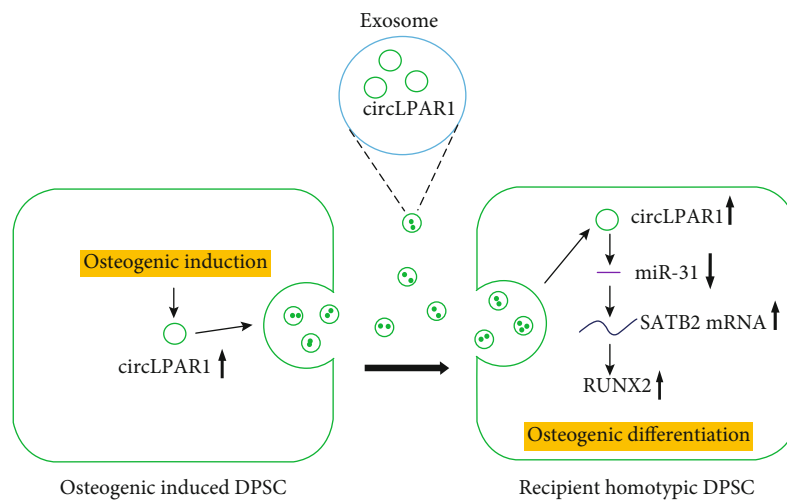 Exosome
circLPAR1
Osteogenic induction
circLPAR1
Osteogenic induced DPSC
circLPAR1
miR-31
SATB2 mRNA
RUNX2
Osteogenic differentiation
Recipient homotypic DPSC